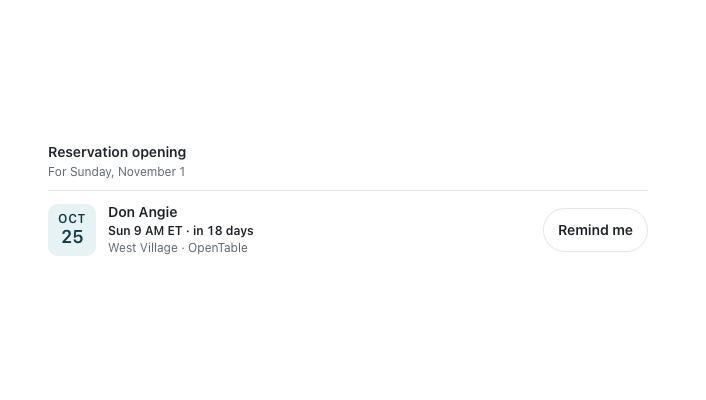 Reservation opening
For Sunday, November 1
OCT
25
Don Angie
Sun 9 AM ET · in 18 days
West Village · OpenTable
Remind me